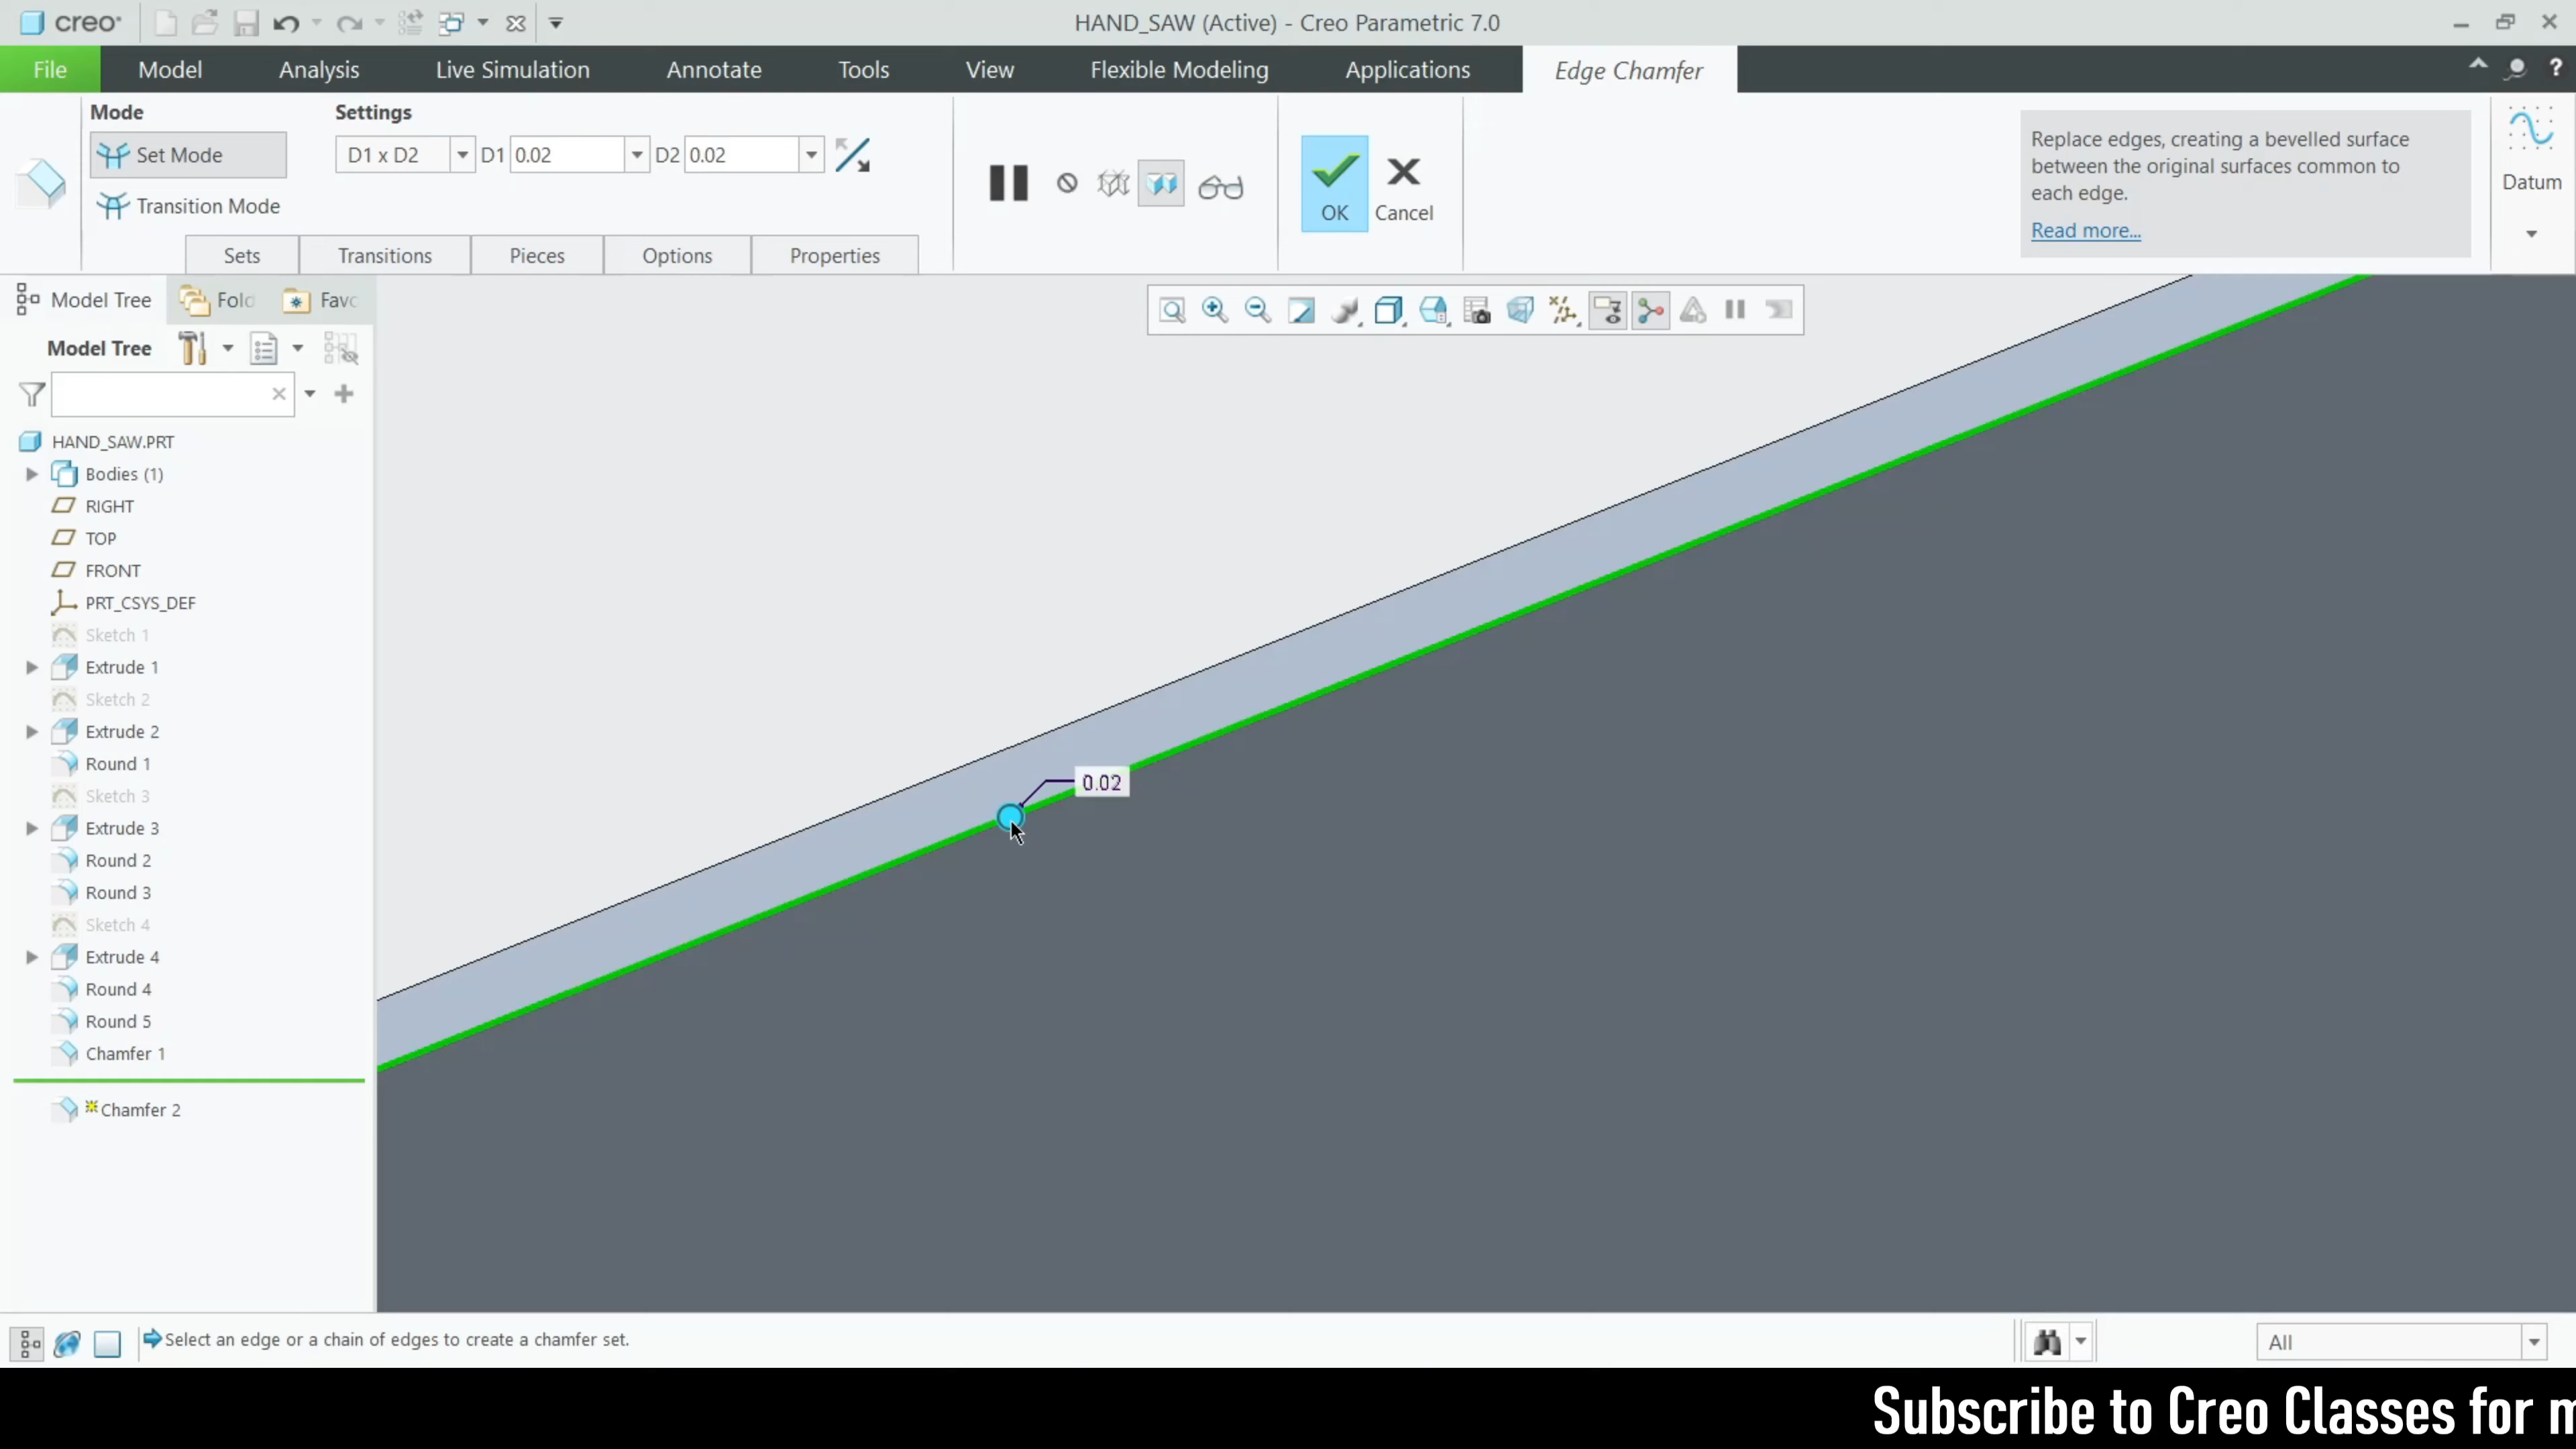 creo
HAND_SAW (Active) - Creo Parametric 7.0
File Model Analysis Live Simulation Annotate Tools View Flexible Modeling Applications Edge Chamfer
Mode Settings
Set Mode D1 x D2 D1 0.02 D2 0.02
Transition Mode
OK Cancel
Replace edges, creating a bevelled surface
between the original surfaces common to
each edge.
Read more...
Datum
Sets Transitions Pieces Options Properties
Model Tree Fold Favo
Model Tree
HAND_SAW.PRT
Bodies (1)
RIGHT
TOP
FRONT
PRT_CSYS_DEF
Sketch 1
Extrude 1
Sketch 2
Extrude 2
Round 1
Sketch 3
Extrude 3
Round 2
Round 3
Sketch 4
Extrude 4
Round 4
Round 5
Chamfer 1
Chamfer 2
0.02
Select an edge or a chain of edges to create a chamfer set.
All
Subscribe to Creo Classes for